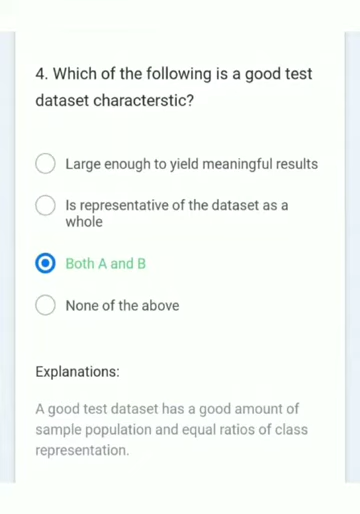 4. Which of the following is a good test
dataset characterstic?
Large enough to yield meaningful results
Is representative of the dataset as a
whole
Both A and B
None of the above
Explanations:
A good test dataset has a good amount of
sample population and equal ratios of class
representation.